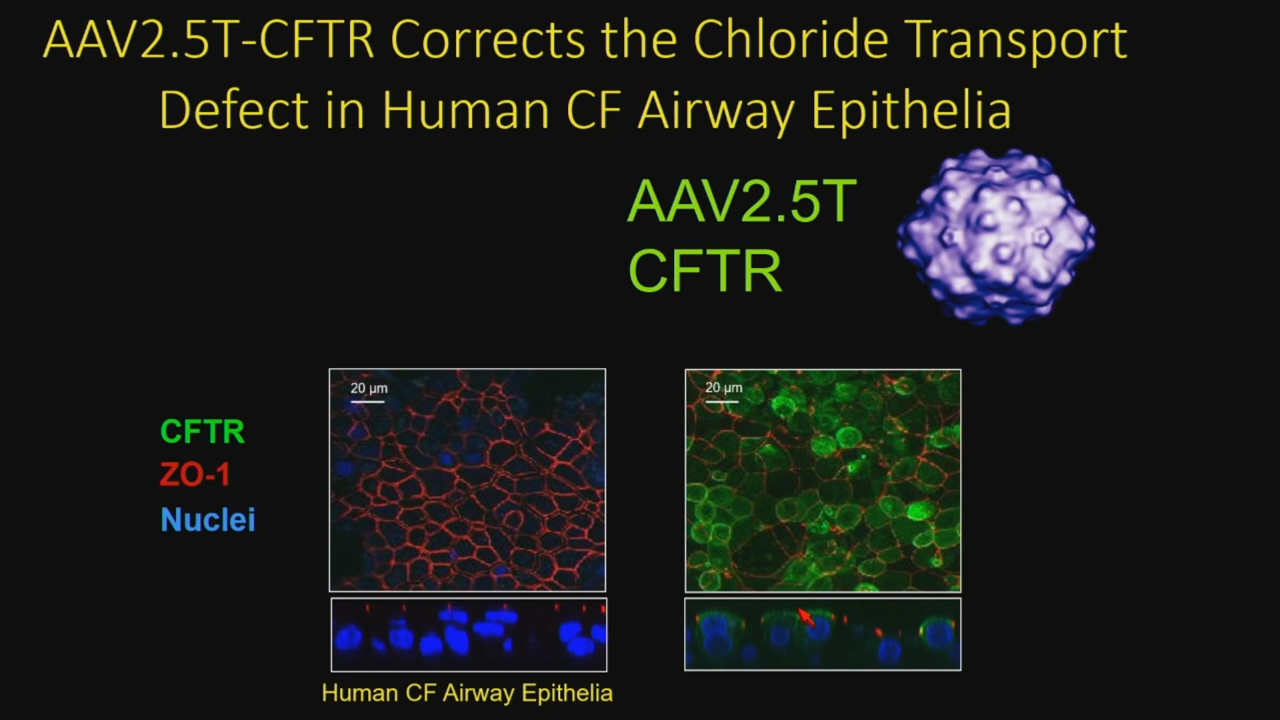 AAV2.5T-CFTR Corrects the Chloride Transport
Defect in Human CF Airway Epithelia
AAV2.5T
CFTR
20 µm
20 µm
CFTR
ZO-1
Nuclei
Human CF Airway Epithelia